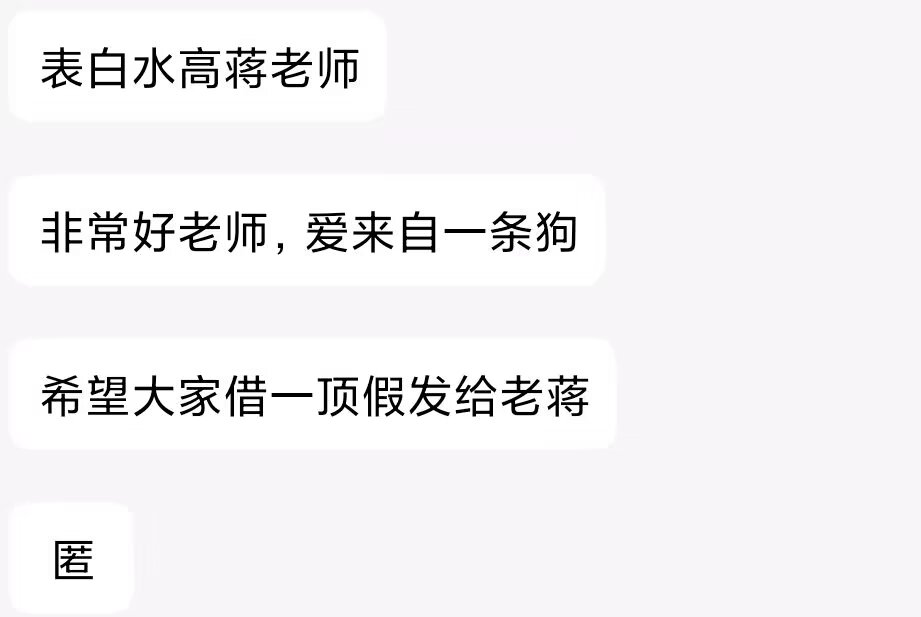 表白水高蒋老师
非常好老师，爱来自一条狗
希望大家借一顶假发给老蒋
匿